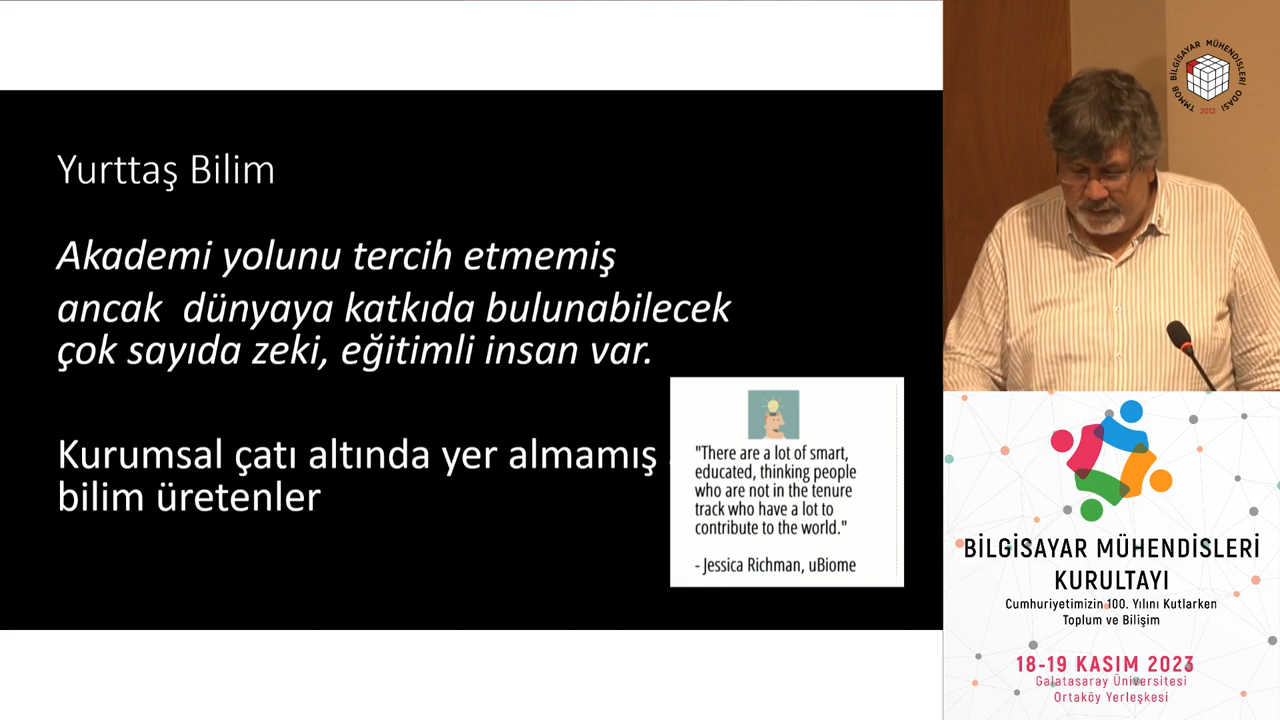 Yurttaş Bilim
Akademi yolunu tercih etmemiş
ancak dünyaya katkıda bulunabilecek
çok sayıda zeki, eğitimli insan var.
Kurumsal çatı altında yer almamış
bilim üretenler
"There are a lot of smart,
educated, thinking people
who are not in the tenure
track who have a lot to
contribute to the world."
- Jessica Richman, uBiome
TMMOB BİLGİSAYAR MÜHENDİSLERİ ODASI
2012
BİLGİSAYAR MÜHENDİSLERİ
KURULTAYI
Cumhuriyetimizin 100. Yılını Kutlarken
Toplum ve Bilişim
18-19 KASIM 2023
Galatasaray Üniversitesi
Ortaköy Yerleşkesi